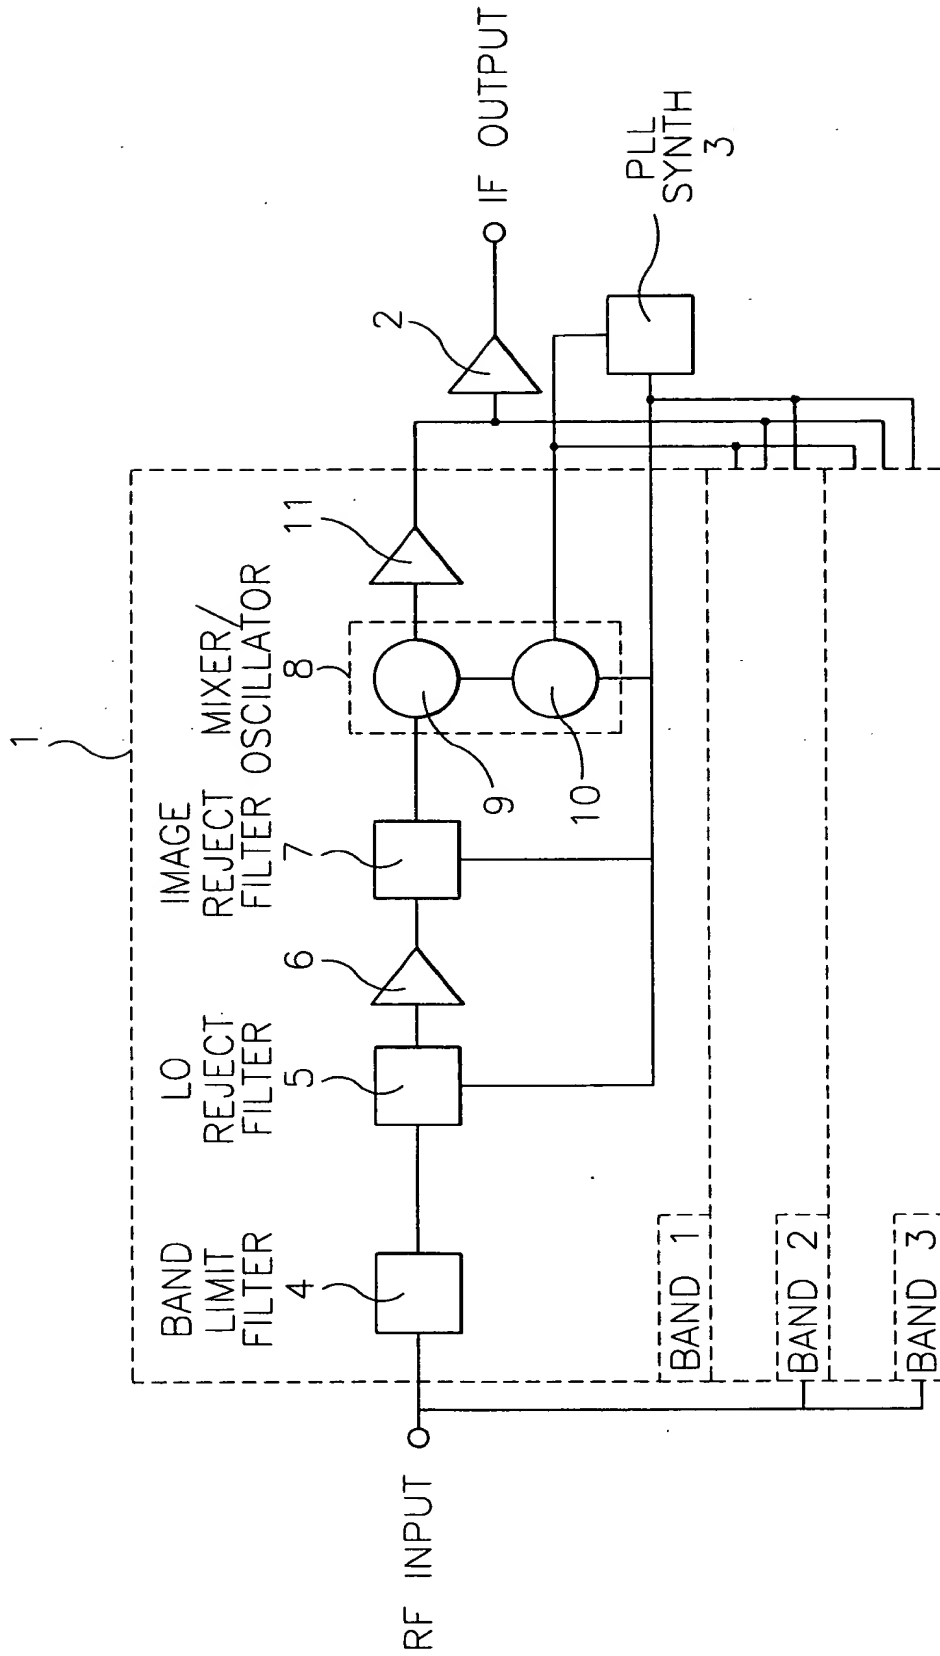 1
BAND
LIMIT
FILTER
4
LO
REJECT
FILTER
5
6
IMAGE
REJECT
FILTER
7
MIXER/
OSCILLATOR
8
9
10
11
2
RF INPUT
IF OUTPUT
PLL
SYNTH
3
BAND 1
BAND 2
BAND 3